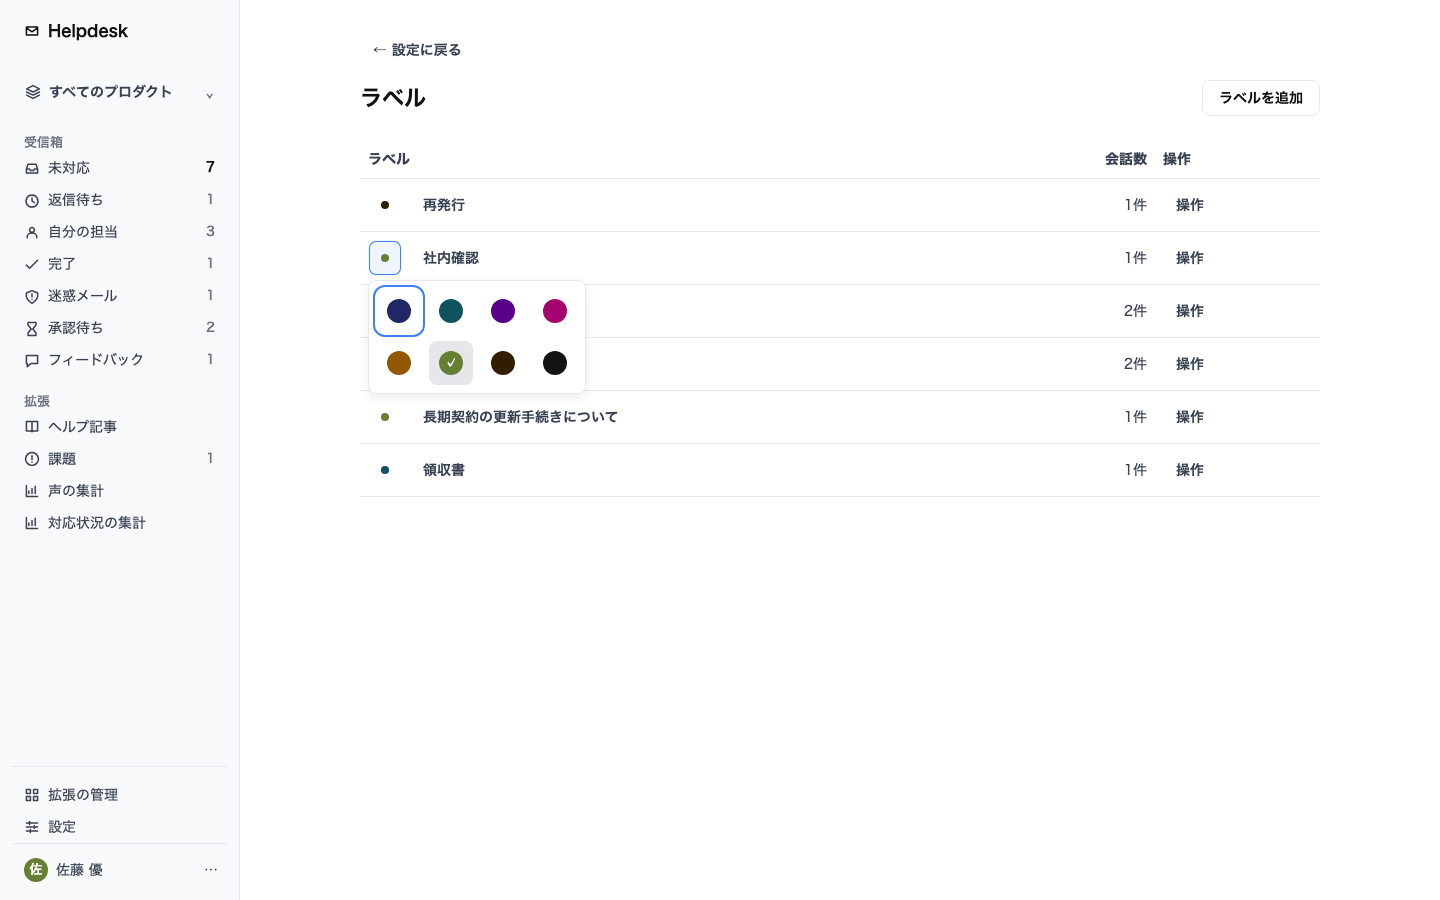 Helpdesk
すべてのプロダクト
受信箱
未対応 7
返信待ち 1
自分の担当 3
完了 1
迷惑メール 1
承認待ち 2
フィードバック 1
拡張
ヘルプ記事
課題 1
声の集計
対応状況の集計
拡張の管理
設定
佐 佐藤 優 …
← 設定に戻る
ラベル
ラベルを追加
ラベル 会話数 操作
再発行 1件 操作
社内確認 1件 操作
2件 操作
2件 操作
長期契約の更新手続きについて 1件 操作
領収書 1件 操作